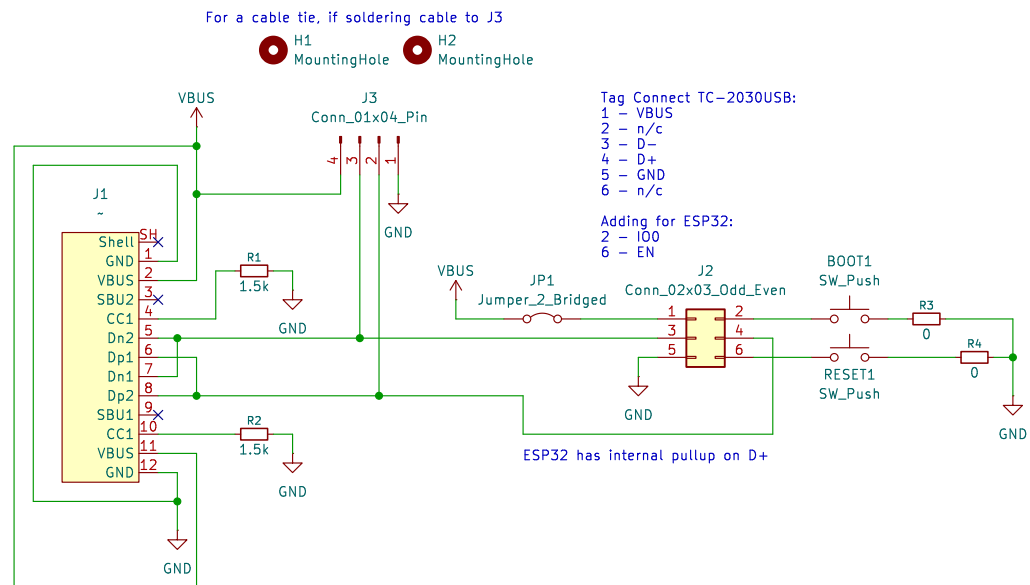 For a cable tie, if soldering cable to J3
H1
MountingHole
H2
MountingHole
VBUS
J3
Conn_01x04_Pin
4
3
2
1
GND
Tag Connect TC-2030USB:
1 - VBUS
2 - n/c
3 - D-
4 - D+
5 - GND
6 - n/c
Adding for ESP32:
2 - IO0
6 - EN
J1
~
Shell SH
GND 1
VBUS 2
SBU2 3
CC1 4
Dn2 5
Dp1 6
Dn1 7
Dp2 8
SBU1 9
CC1 10
VBUS 11
GND 12
R1
1.5k
GND
R2
1.5k
GND
GND
VBUS
JP1
Jumper_2_Bridged
J2
Conn_02x03_Odd_Even
1 2
3 4
5 6
GND
BOOT1
SW_Push
RESET1
SW_Push
R3
0
R4
0
GND
ESP32 has internal pullup on D+